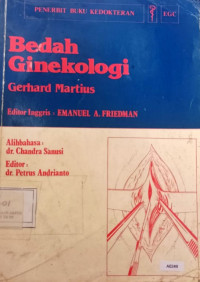 PENERBIT BUKU KEDOKTERAN
EGC
Bedah
Ginekologi
Gerhard Martius
Editor Inggris : EMANUEL A. FRIEDMAN
Alihbahasa :
dr. Chandra Sanusi
Editor :
dr. Petrus Andrianto